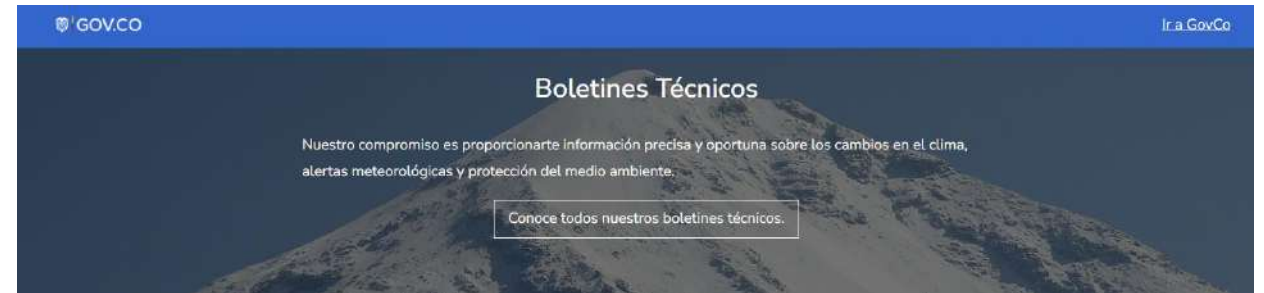 GOV.CO
Ir a GovCo
Boletines Técnicos
Nuestro compromiso es proporcionarte información precisa y oportuna sobre los cambios en el clima,
alertas meteorológicas y protección del medio ambiente.
Conoce todos nuestros boletines técnicos.